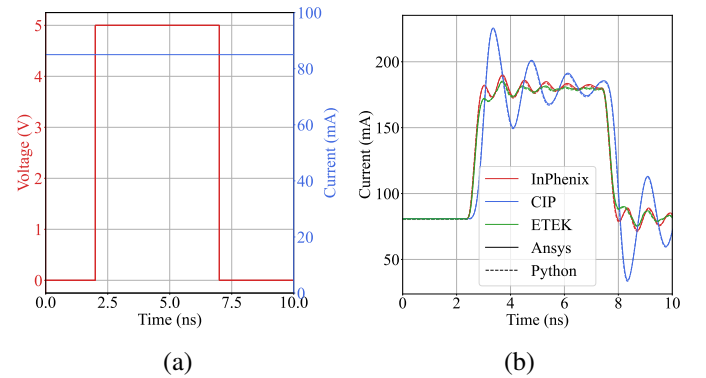 5
4
3
2
1
0
Voltage (V)
100
80
60
40
20
0
Current (mA)
0.0
2.5
5.0
7.5
10.0
Time (ns)
(a)
200
150
100
50
Current (mA)
InPhenix
CIP
ETEK
Ansys
Python
0
2
4
6
8
10
Time (ns)
(b)